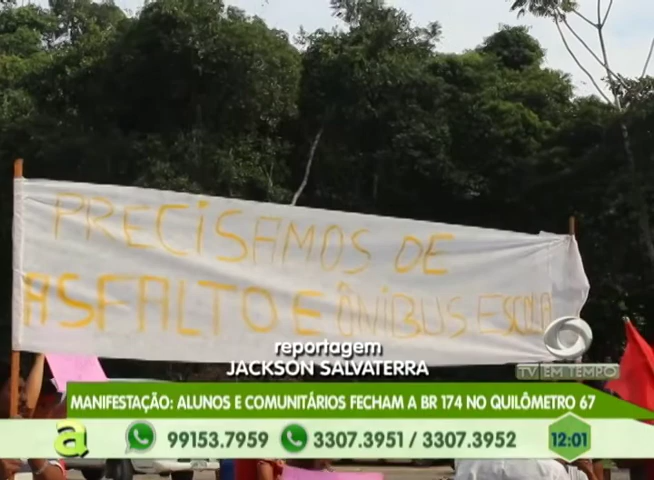 PRECISAMOS DE
ASFALTO E ÔNIBUS ESCOLA
reportagem
JACKSON SALVATERRA
TV EM TEMPO
MANIFESTAÇÃO: ALUNOS E COMUNITÁRIOS FECHAM A BR 174 NO QUILÔMETRO 67
a 99153.7959 3307.3951 / 3307.3952 12:01